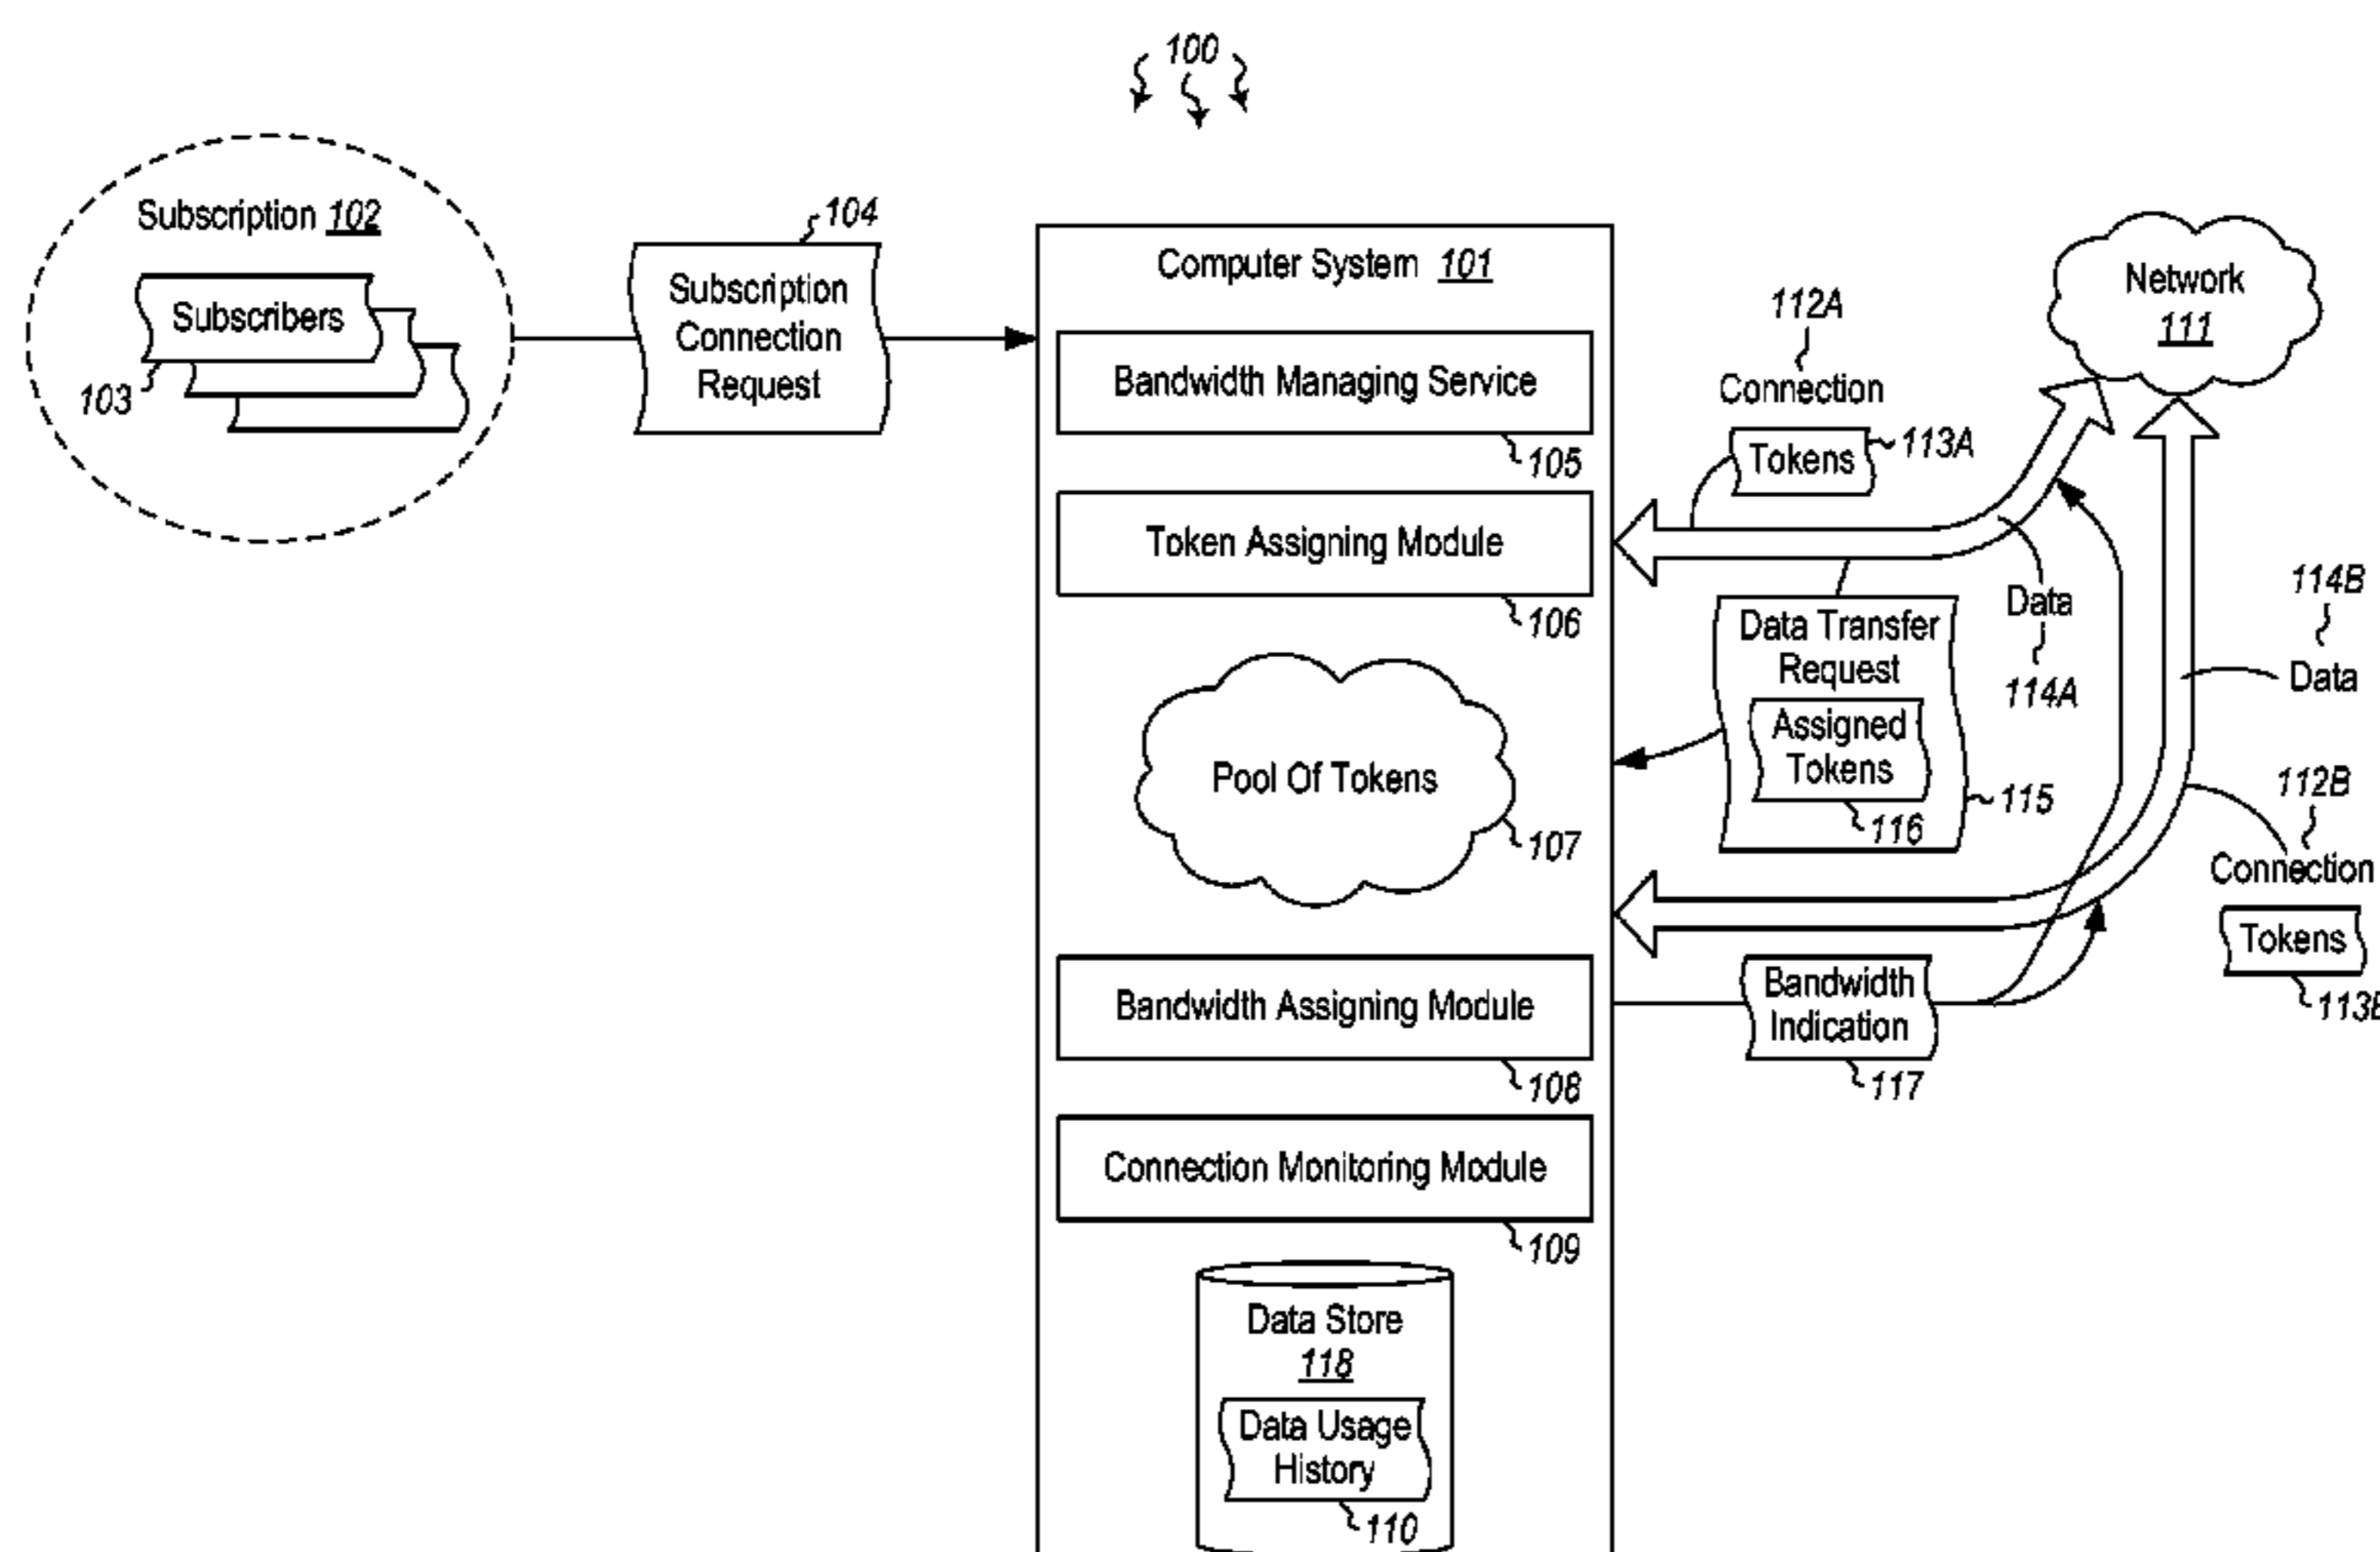 100
Subscription 102
Subscribers
103
104
Subscription
Connection
Request
Computer System 101
Bandwidth Managing Service
105
Token Assigning Module
106
Pool Of Tokens
107
Bandwidth Assigning Module
108
Connection Monitoring Module
109
Data Store
118
Data Usage
History
110
Network
111
112A
Connection
Tokens
113A
Data
114A
Data Transfer
Request
Assigned
Tokens
116
115
114B
Data
112B
Connection
Tokens
113B
Bandwidth
Indication
117